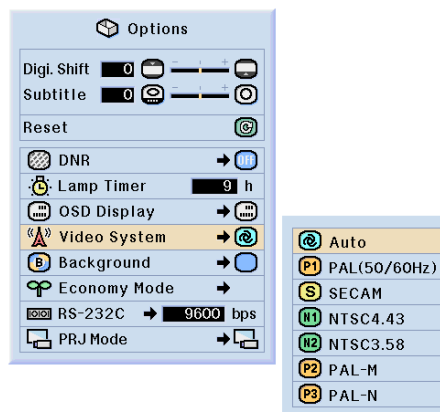 Options
Digi. Shift 0 - +
Subtitle 0 - +
Reset
DNR OFF
Lamp Timer 9 h
OSD Display
Video System
B Background
Economy Mode
IOIOI RS-232C 9600 bps
PRJ Mode
Auto
P1 PAL(50/60Hz)
S SECAM
N1 NTSC4.43
N2 NTSC3.58
P2 PAL-M
P3 PAL-N